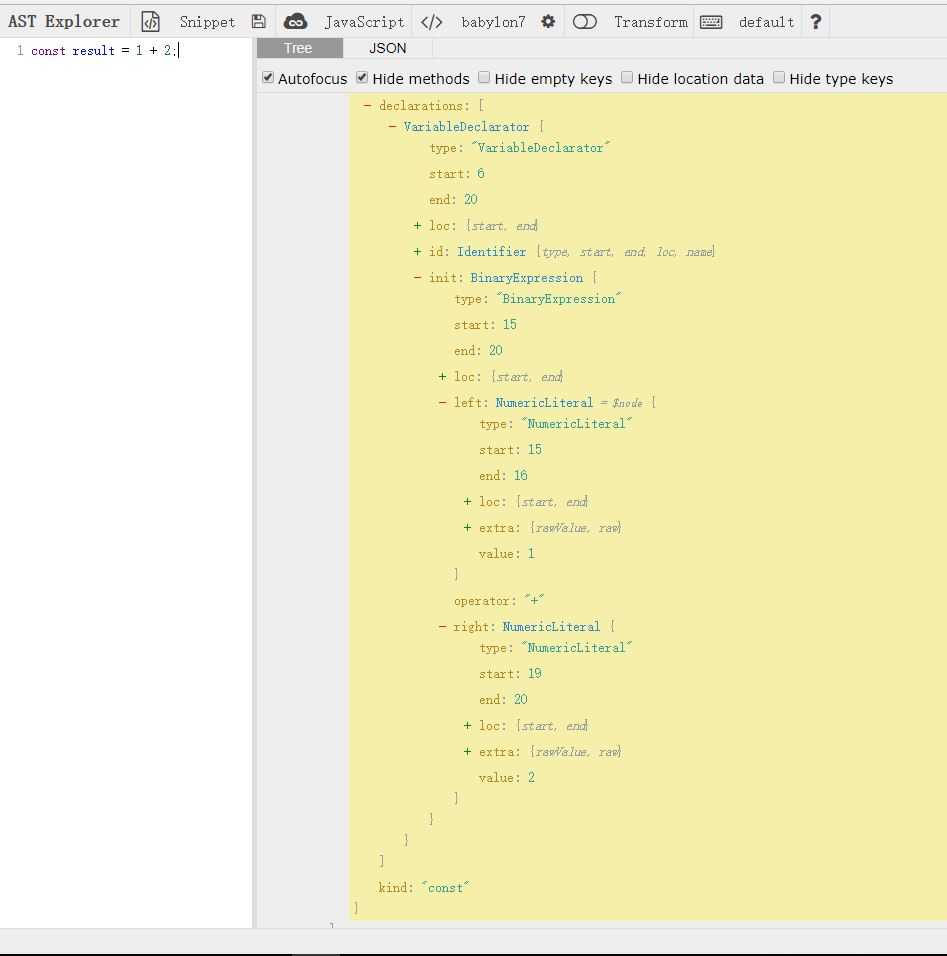 AST Explorer Snippet JavaScript </> babylon7 Transform default ?
1 const result = 1 + 2;
Tree JSON
Autofocus Hide methods Hide empty keys Hide location data Hide type keys
- declarations: [
- VariableDeclarator {
type: "VariableDeclarator"
start: 6
end: 20
+ loc: {start, end}
+ id: Identifier {type, start, end, loc, name}
- init: BinaryExpression {
type: "BinaryExpression"
start: 15
end: 20
+ loc: {start, end}
- left: NumericLiteral = $node {
type: "NumericLiteral"
start: 15
end: 16
+ loc: {start, end}
+ extra: {rawValue, raw}
value: 1
}
operator: "+"
- right: NumericLiteral {
type: "NumericLiteral"
start: 19
end: 20
+ loc: {start, end}
+ extra: {rawValue, raw}
value: 2
}
}
}
]
kind: "const"
}